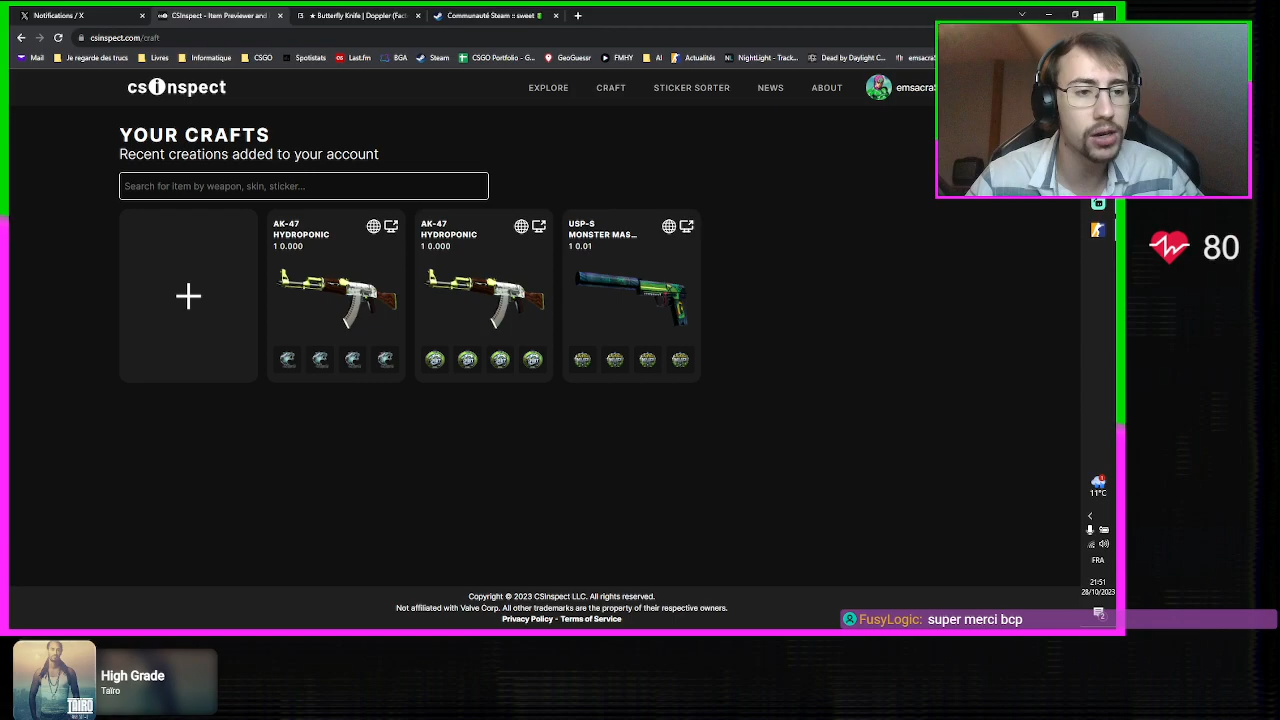 Notifications / X
CSInspect - Item Previewer and
★ Butterfly Knife | Doppler (Fac
Communauté Steam :: sweet
csinspect.com/craft
Mail
Je regarde des trucs
Livres
Informatique
CSGO
Spotistats
Last.fm
BGA
Steam
CSGO Portfolio - G...
GeoGuessr
FMHY
AI
Actualités
NightLight - Track...
Dead by Daylight C...
csinspect
EXPLORE
CRAFT
STICKER SORTER
NEWS
ABOUT
YOUR CRAFTS
Recent creations added to your account
Search for item by weapon, skin, sticker...
AK-47
HYDROPONIC
1 0.000
AK-47
HYDROPONIC
1 0.000
USP-S
MONSTER MAS...
1 0.01
80
11°C
FRA
21:51
28/10/2023
Copyright © 2023 CSInspect LLC. All rights reserved.
Not affiliated with Valve Corp. All other trademarks are the property of their respective owners.
Privacy Policy - Terms of Service
FusyLogic: super merci bcp
High Grade
Taïro